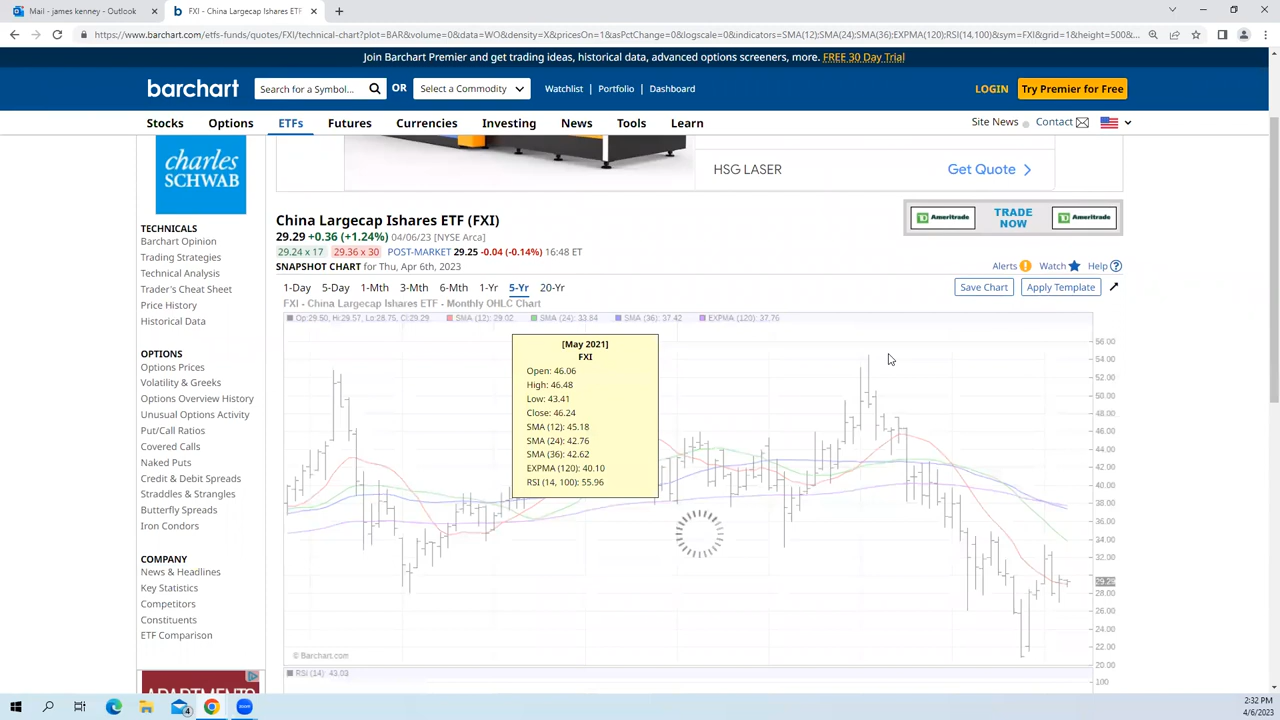 Mail - james kenney - Outlook
FXI - China Largecap Ishares ETF
https://www.barchart.com/etfs-funds/quotes/FXI/technical-chart?plot=BAR&volume=0&data=WO&density=X&pricesOn=1&asPctChange=0&logscale=0&indicators=SMA(12);SMA(24);SMA(36);EXPMA(120);RSI(14,100)&sym=FXI&grid=1&height=500&...
Join Barchart Premier and get trading ideas, historical data, advanced options screeners, more. FREE 30 Day Trial
barchart
Search for a Symbol...
OR
Select a Commodity
Watchlist | Portfolio | Dashboard
LOGIN
Try Premier for Free
Stocks Options ETFs Futures Currencies Investing News Tools Learn
Site News Contact
charles
SCHWAB
HSG LASER
Get Quote
Ameritrade
TRADE
NOW
Ameritrade
China Largecap Ishares ETF (FXI)
29.29 +0.36 (+1.24%) 04/06/23 [NYSE Arca]
29.24 x 17 29.36 x 30 POST-MARKET 29.25 -0.04 (-0.14%) 16:48 ET
SNAPSHOT CHART for Thu, Apr 6th, 2023
Alerts Watch Help
1-Day 5-Day 1-Mth 3-Mth 6-Mth 1-Yr 5-Yr 20-Yr
Save Chart
Apply Template
TECHNICALS
Barchart Opinion
Trading Strategies
Technical Analysis
Trader's Cheat Sheet
Price History
Historical Data
OPTIONS
Options Prices
Volatility & Greeks
Options Overview History
Unusual Options Activity
Put/Call Ratios
Covered Calls
Naked Puts
Credit & Debit Spreads
Straddles & Strangles
Butterfly Spreads
Iron Condors
COMPANY
News & Headlines
Key Statistics
Competitors
Constituents
ETF Comparison
APARTMENTS
FXI - China Largecap Ishares ETF - Monthly OHLC Chart
Op:29.50, Hi:29.57, Lo:28.75, Cl:29.29 SMA (12): 29.02 SMA (24): 33.84 SMA (36): 37.42 EXPMA (120): 37.76
[May 2021]
FXI
Open: 46.06
High: 46.48
Low: 43.41
Close: 46.24
SMA (12): 45.18
SMA (24): 42.76
SMA (36): 42.62
EXPMA (120): 40.10
RSI (14, 100): 55.96
56.00
54.00
52.00
50.00
48.00
46.00
44.00
42.00
40.00
38.00
36.00
34.00
32.00
29.29
28.00
26.00
24.00
22.00
20.00
© Barchart.com
RSI (14): 43.03
100
4
zoom
2:32 PM
4/6/2023